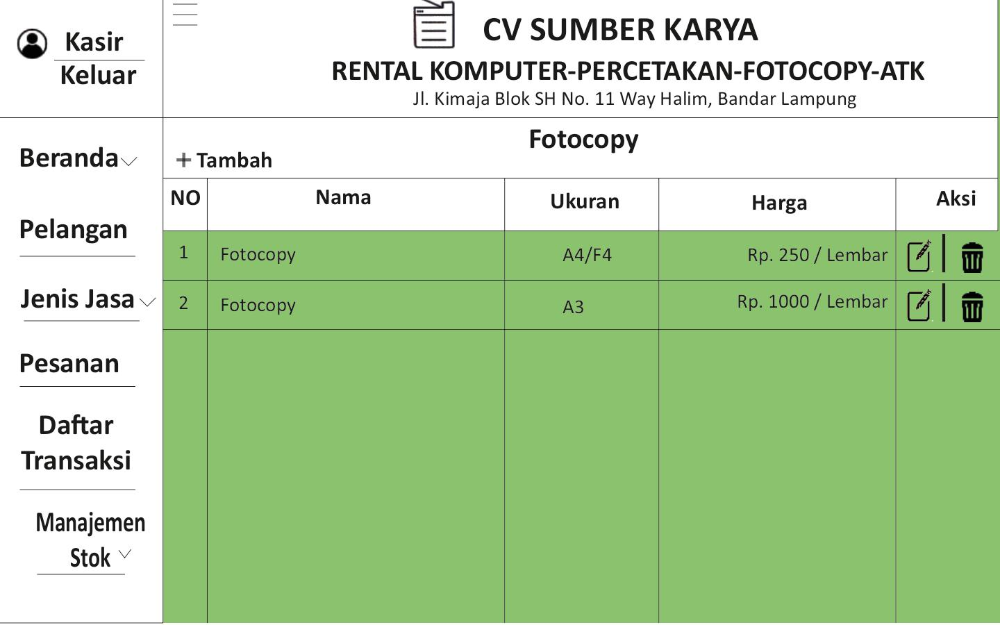 Kasir
Keluar
CV SUMBER KARYA
RENTAL KOMPUTER-PERCETAKAN-FOTOCOPY-ATK
Jl. Kimaja Blok SH No. 11 Way Halim, Bandar Lampung
Beranda
Pelangan
Jenis Jasa
Pesanan
Daftar
Transaksi
Manajemen
Stok
Fotocopy
Tambah
NO Nama Ukuran Harga Aksi
1 Fotocopy A4/F4 Rp. 250 / Lembar
2 Fotocopy A3 Rp. 1000 / Lembar